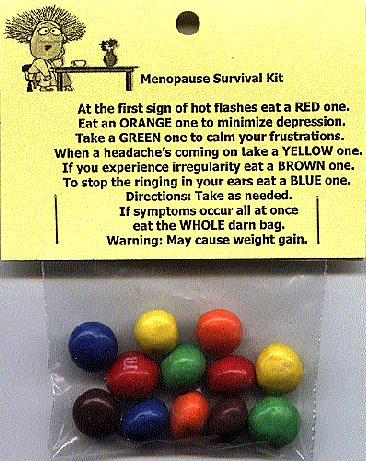 Menopause Survival Kit
At the first sign of hot flashes eat a RED one.
Eat an ORANGE one to minimize depression.
Take a GREEN one to calm your frustrations.
When a headache's coming on take a YELLOW one.
If you experience irregularity eat a BROWN one.
To stop the ringing in your ears eat a BLUE one.
Directions: Take as needed.
If symptoms occur all at once
eat the WHOLE darn bag.
Warning: May cause weight gain.